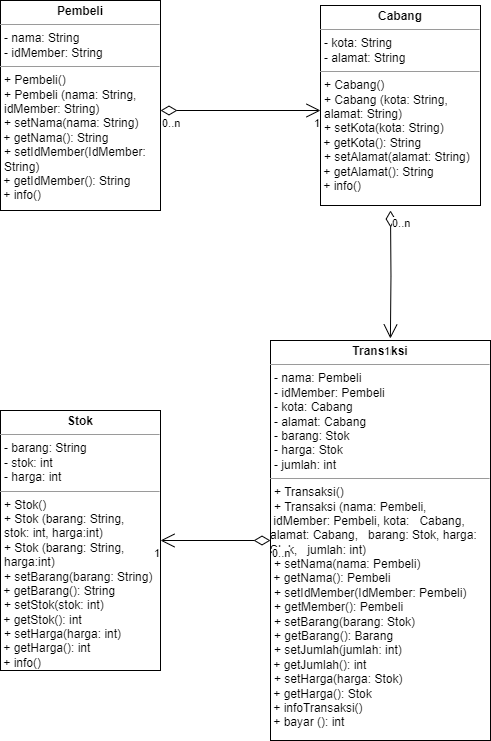 Pembeli
- nama: String
- idMember: String
+ Pembeli()
+ Pembeli (nama: String,
idMember: String)
+ setNama(nama: String)
+ getNama(): String
+ setIdMember(IdMember:
String)
+ getIdMember(): String
+ info()
0..n
1
Cabang
- kota: String
- alamat: String
+ Cabang()
+ Cabang (kota: String,
alamat: String)
+ setKota(kota: String)
+ getKota(): String
+ setAlamat(alamat: String)
+ getAlamat(): String
+ info()
0..n
1
Transaksi
- nama: Pembeli
- idMember: Pembeli
- kota: Cabang
- alamat: Cabang
- barang: Stok
- harga: Stok
- jumlah: int
+ Transaksi()
+ Transaksi (nama: Pembeli,
idMember: Pembeli, kota: Cabang,
alamat: Cabang, barang: Stok, harga:
jumlah: int)
+ setNama(nama: Pembeli)
+ getNama(): Pembeli
+ setIdMember(IdMember: Pembeli)
+ getMember(): Pembeli
+ setBarang(barang: Stok)
+ getBarang(): Barang
+ setJumlah(jumlah: int)
+ getJumlah(): int
+ setHarga(harga: Stok)
+ getHarga(): Stok
+ infoTransaksi()
+ bayar (): int
0..n
1
Stok
- barang: String
- stok: int
- harga: int
+ Stok()
+ Stok (barang: String,
stok: int, harga:int)
+ Stok (barang: String,
harga:int)
+ setBarang(barang: String)
+ getBarang(): String
+ setStok(stok: int)
+ getStok(): int
+ setHarga(harga: int)
+ getHarga(): int
+ info()